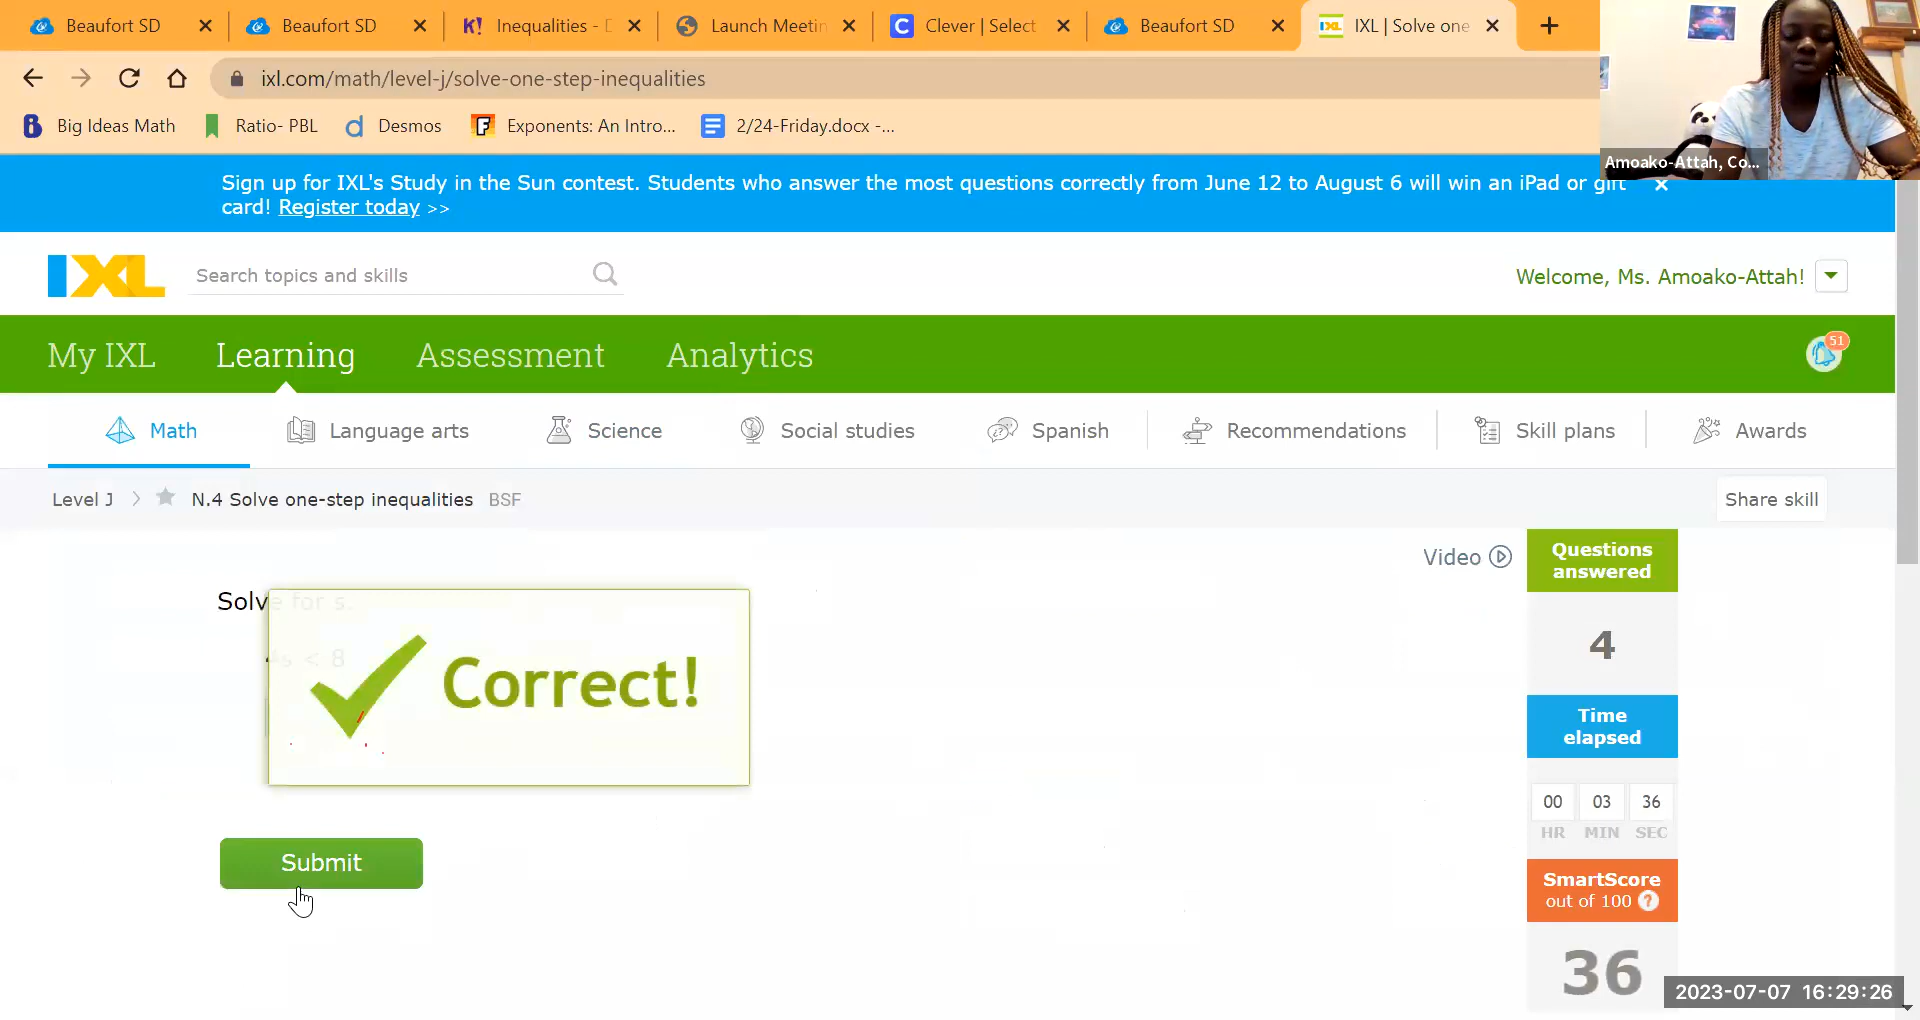 Beaufort SD
Beaufort SD
K! Inequalities - D
Launch Meetin
C Clever | Select
Beaufort SD
IXL IXL | Solve one
ixl.com/math/level-j/solve-one-step-inequalities
Big Ideas Math
Ratio- PBL
Desmos
Exponents: An Intro...
2/24-Friday.docx -...
Amoako-Attah, Co...
Sign up for IXL's Study in the Sun contest. Students who answer the most questions correctly from June 12 to August 6 will win an iPad or gift
card! Register today >>
IXL
Search topics and skills
Welcome, Ms. Amoako-Attah!
My IXL Learning Assessment Analytics
51
Math Language arts Science Social studies Spanish Recommendations Skill plans Awards
Level J > N.4 Solve one-step inequalities BSF
Share skill
Video
Solve for s.
4s < 8
Correct!
Submit
Questions
answered
4
Time
elapsed
00 03 36
HR MIN SEC
SmartScore
out of 100 ?
36
2023-07-07 16:29:26